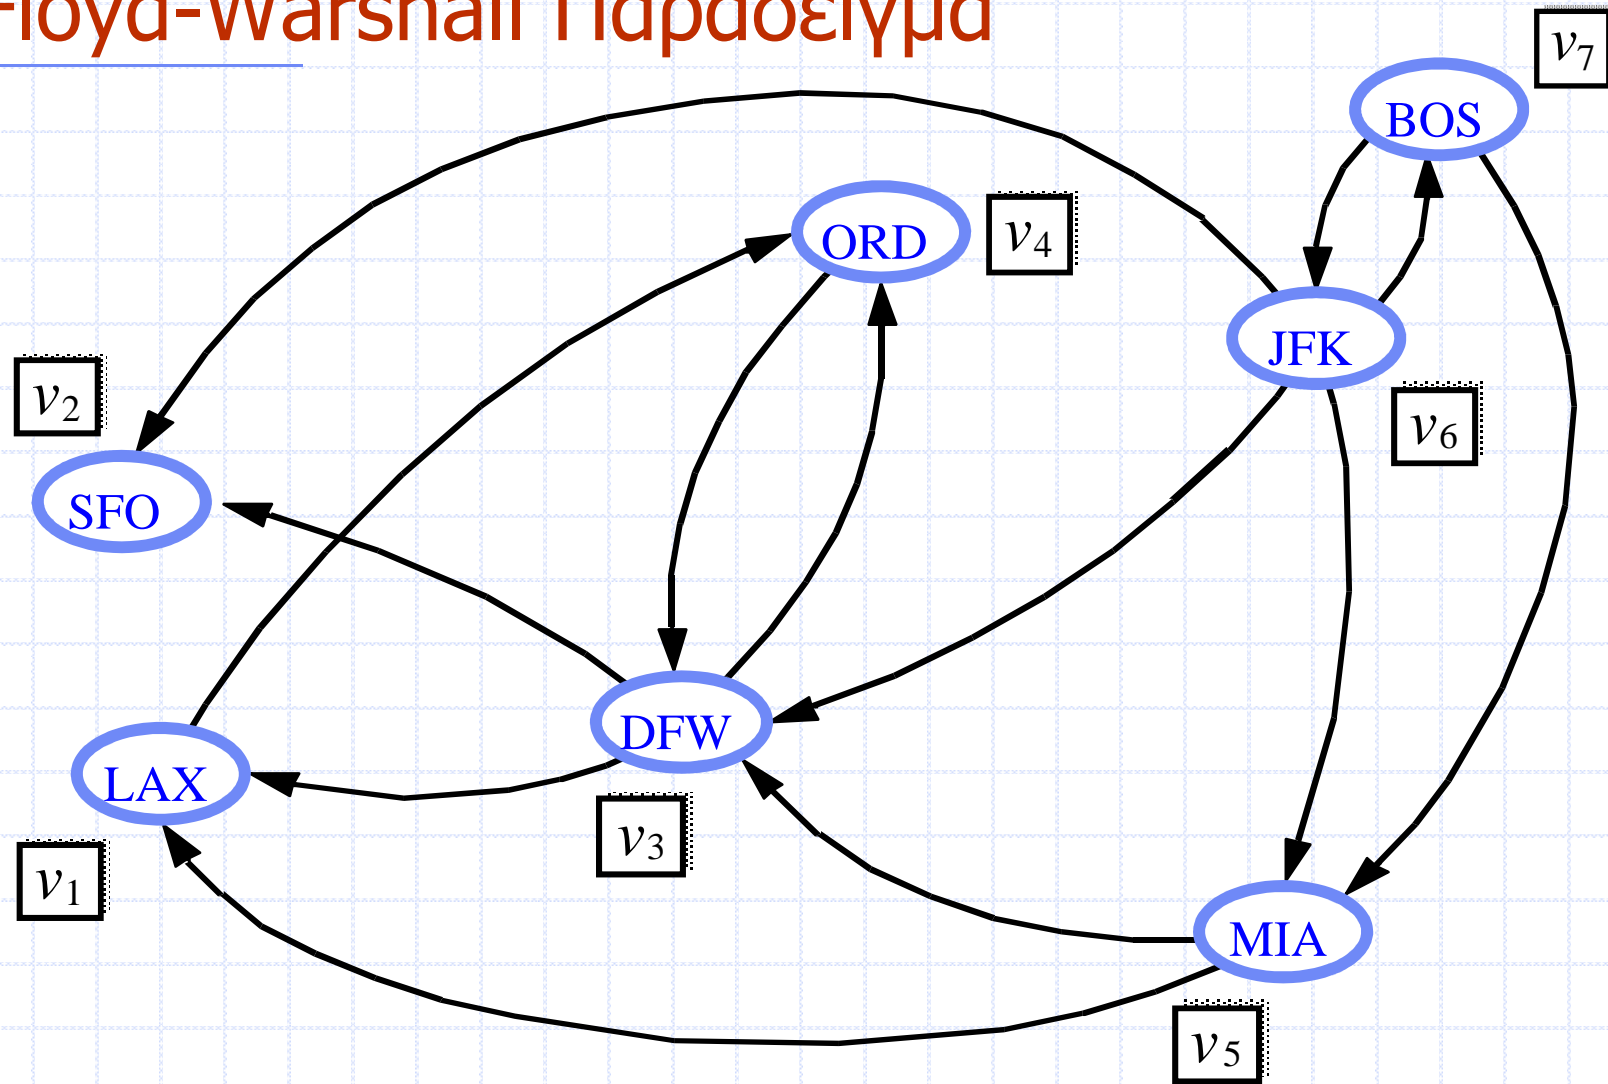 Floyd-Warshall Παράδειγμα
BOS
v7
ORD
v4
JFK
v6
v2
SFO
DFW
v3
LAX
v1
MIA
v5